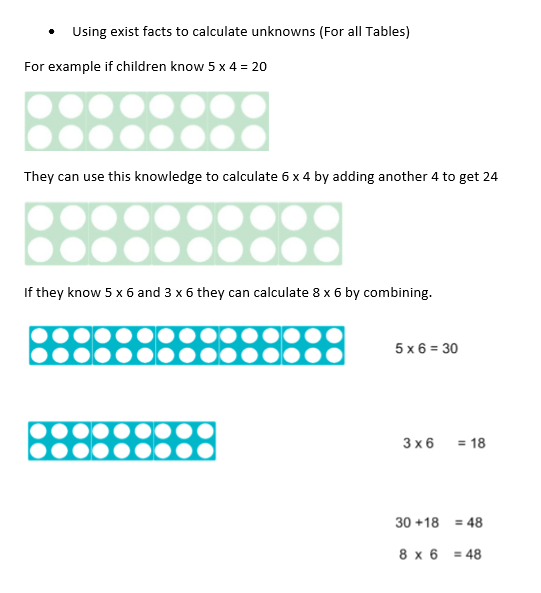 • Using exist facts to calculate unknowns (For all Tables)
For example if children know 5 x 4 = 20
They can use this knowledge to calculate 6 x 4 by adding another 4 to get 24
If they know 5 x 6 and 3 x 6 they can calculate 8 x 6 by combining.
5 x 6 = 30
3 x 6 = 18
30 +18 = 48
8 x 6 = 48